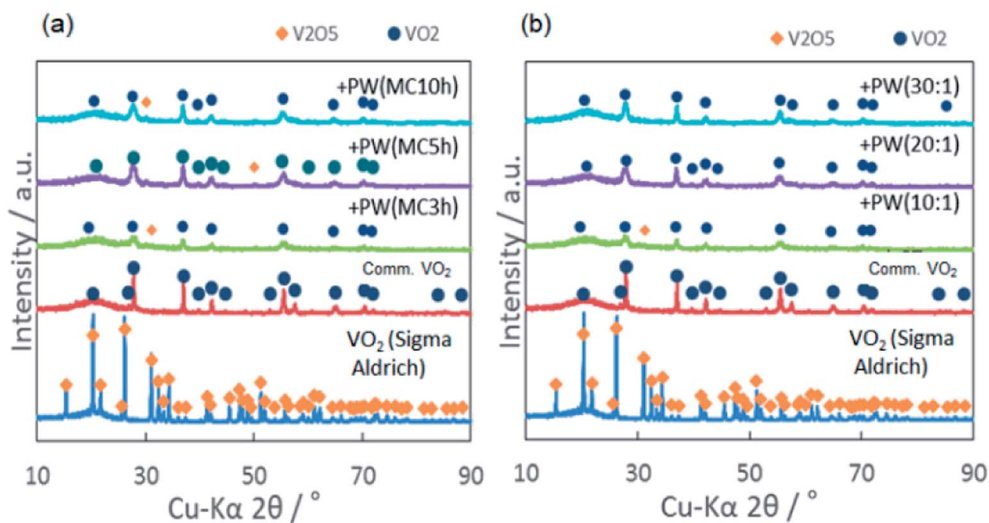 (a)
V2O5 VO2
+PW(MC10h)
+PW(MC5h)
+PW(MC3h)
Comm. VO₂
VO₂ (Sigma
Aldrich)
Intensity / a.u.
10 30 50 70 90
Cu-Kα 2θ / °
(b)
V2O5 VO2
+PW(30:1)
+PW(20:1)
+PW(10:1)
Comm. VO₂
VO₂ (Sigma
Aldrich)
Intensity / a.u.
10 30 50 70 90
Cu-Kα 2θ / °